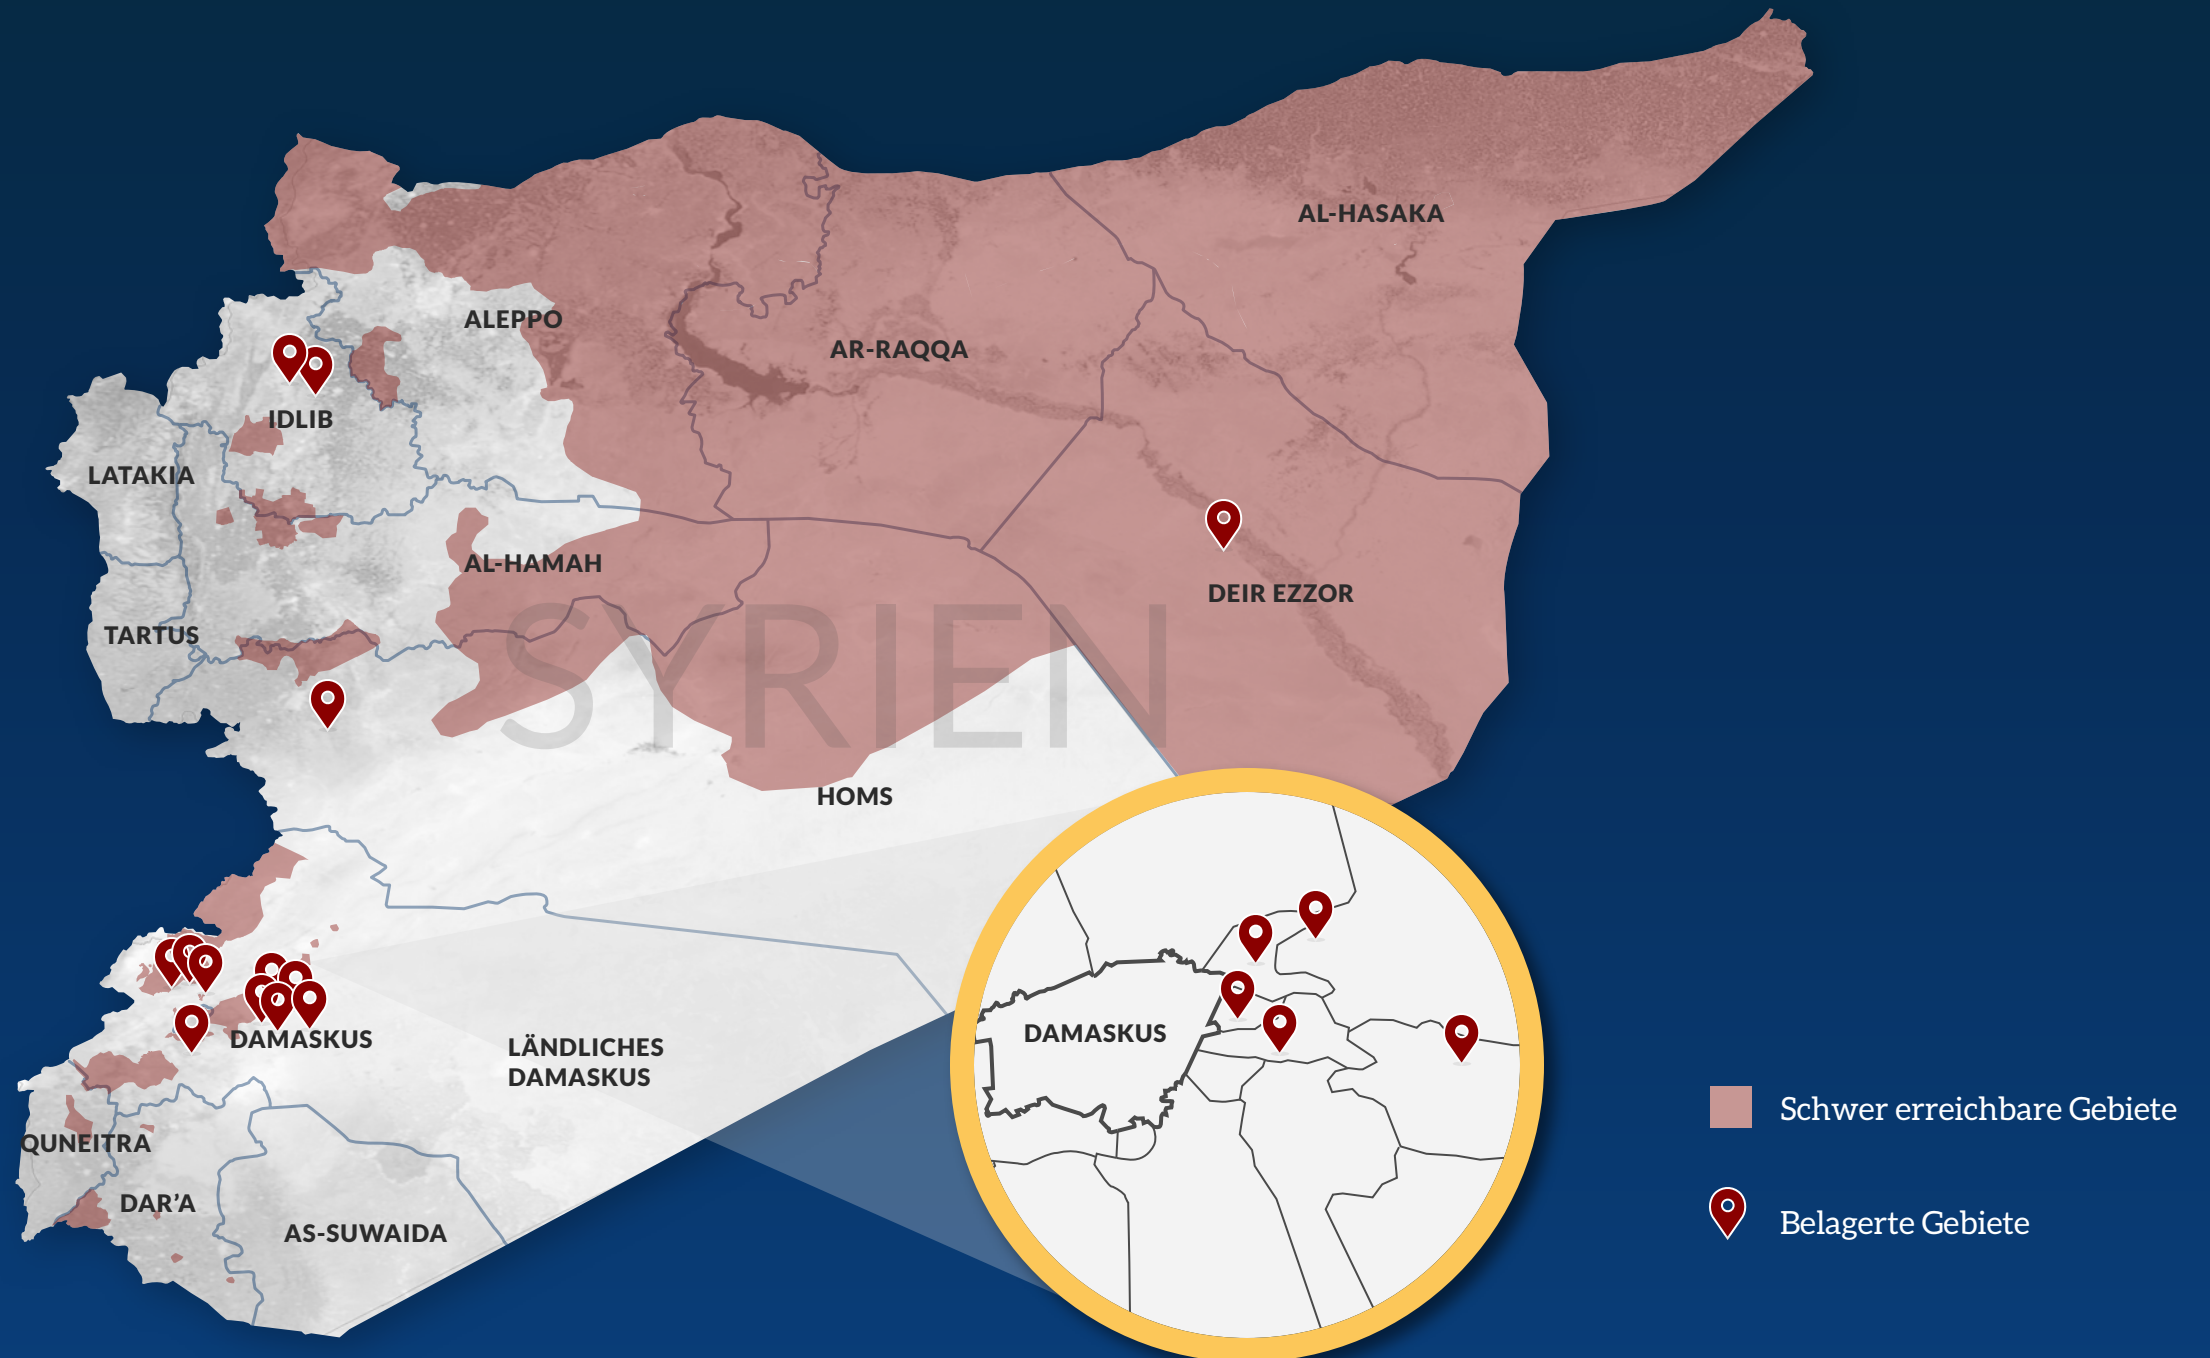 AL-HASAKA
ALEPPO
AR-RAQQA
IDLIB
LATAKIA
AL-HAMAH
DEIR EZZOR
TARTUS
SYRIEN
HOMS
DAMASKUS
DAMASKUS
LÄNDLICHES
DAMASKUS
QUNEITRA
DAR’A
AS-SUWAIDA
Schwer erreichbare Gebiete
Belagerte Gebiete